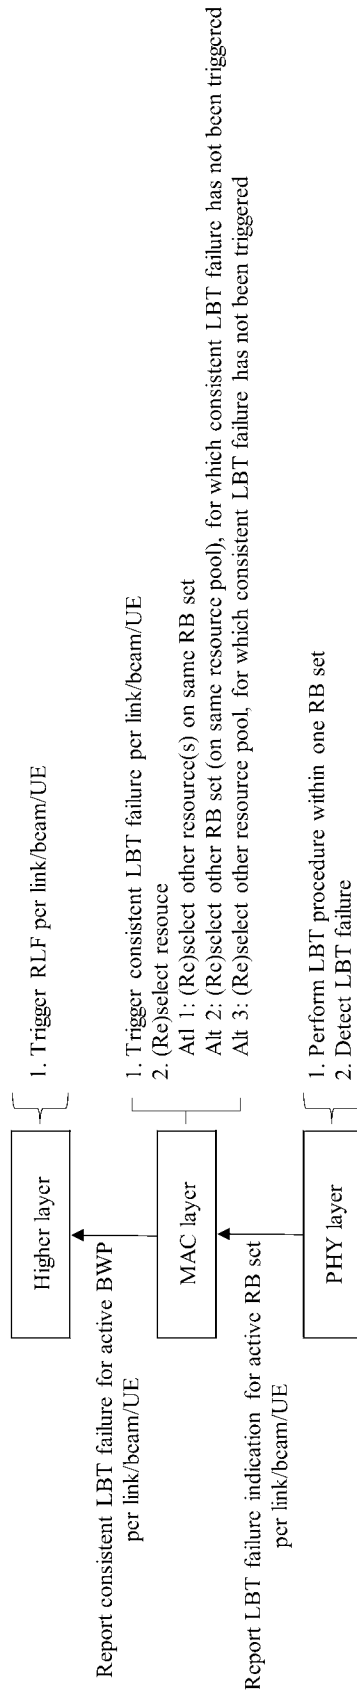 Higher layer
1. Trigger RLF per link/beam/UE
Report consistent LBT failure for active BWP
per link/beam/UE
MAC layer
1. Trigger consistent LBT failure per link/beam/UE
2. (Re)select resouce
Atl 1: (Re)select other resource(s) on same RB set
Alt 2: (Re)select other RB set (on same resource pool), for which consistent LBT failure has not been triggered
Alt 3: (Re)select other resource pool, for which consistent LBT failure has not been triggered
Report LBT failure indication for active RB set
per link/beam/UE
PHY layer
1. Perform LBT procedure within one RB set
2. Detect LBT failure